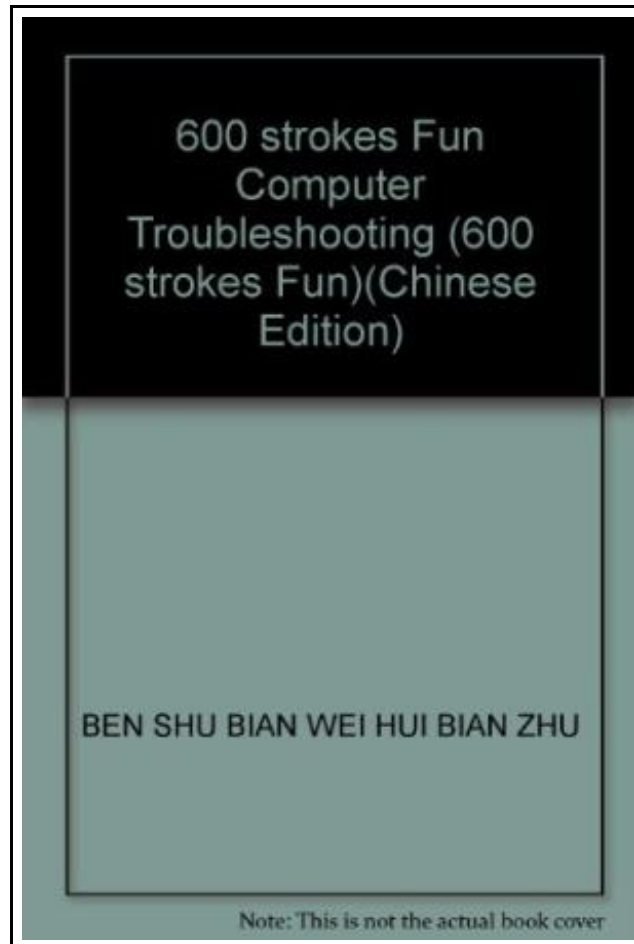 600 strokes Fun
Computer
Troubleshooting (600
strokes Fun)(Chinese
Edition)
BEN SHU BIAN WEI HUI BIAN ZHU
Note: This is not the actual book cover